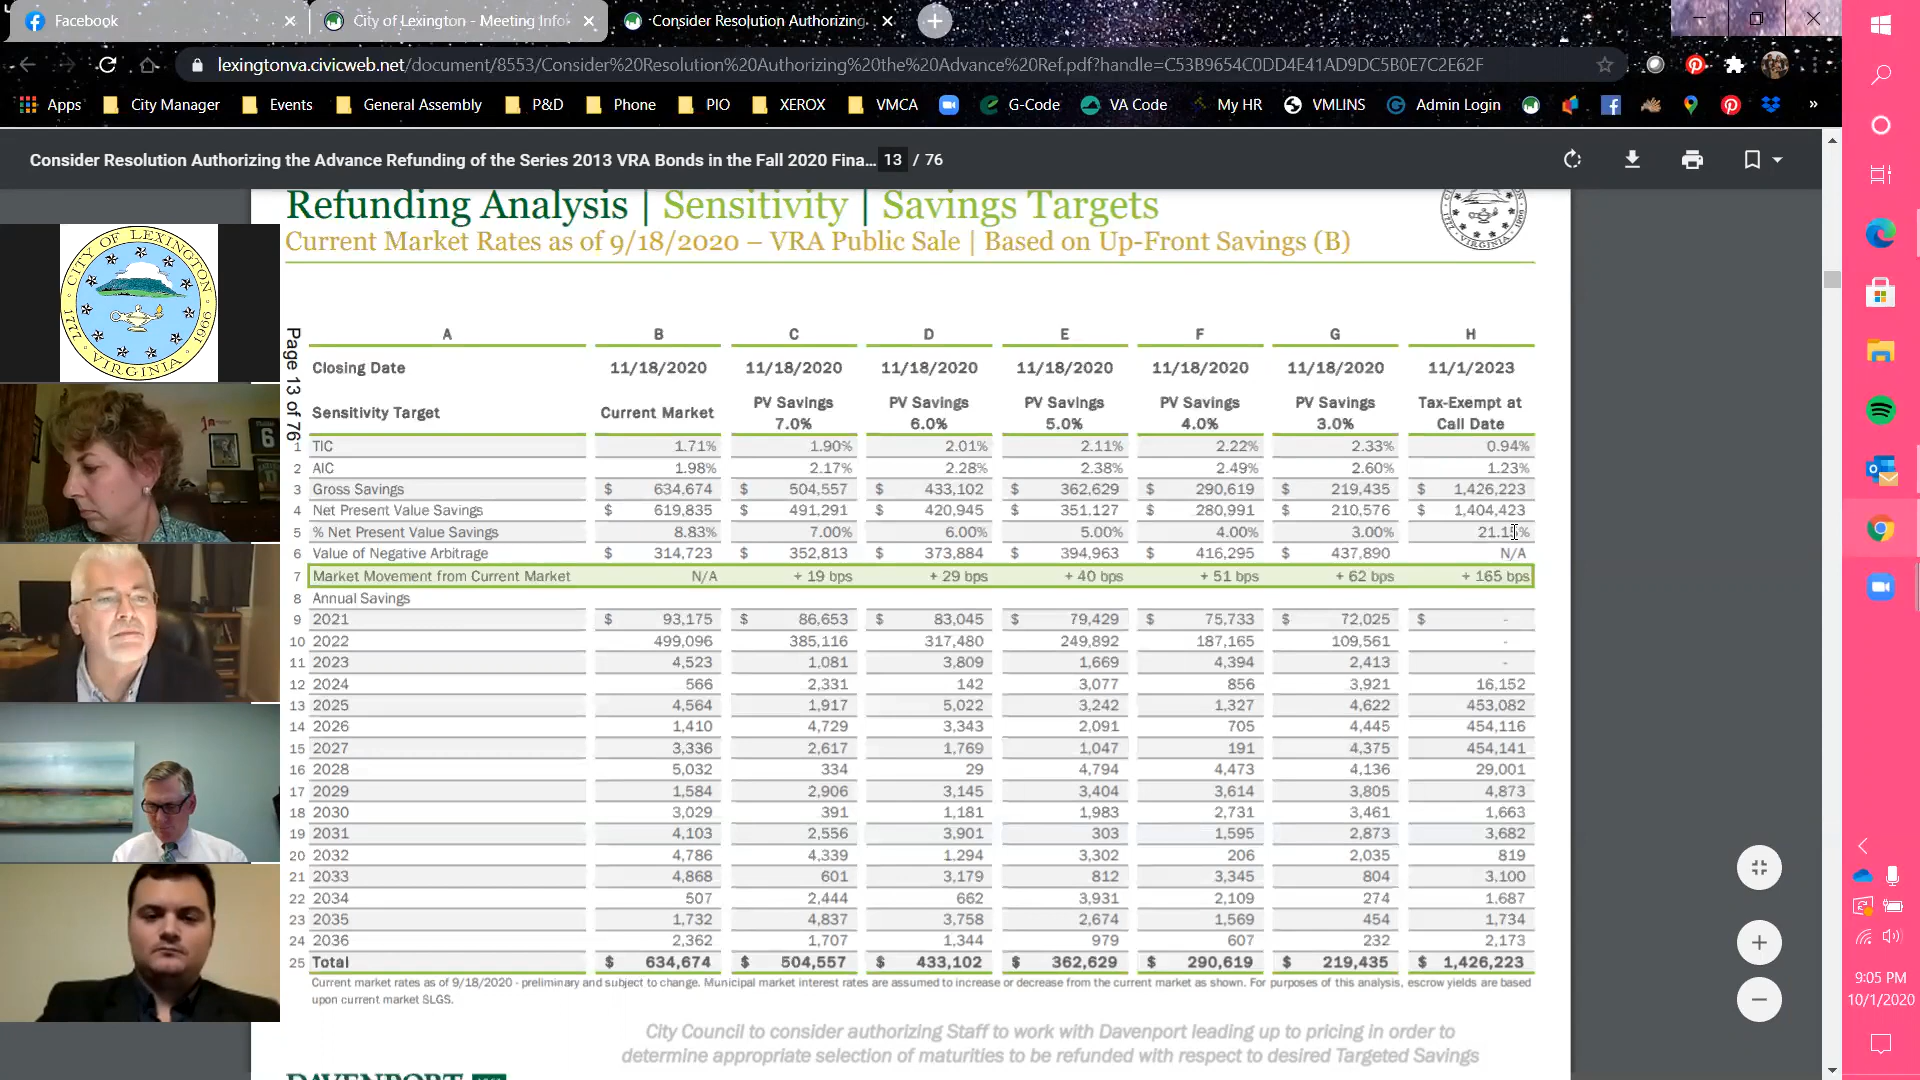 Facebook
City of Lexington - Meeting Info
Consider Resolution Authorizing
lexingtonva.civicweb.net/document/8553/Consider%20Resolution%20Authorizing%20the%20Advance%20Ref.pdf?handle=C53B9654C0DD4E41AD9DC5B0E7C2E62F
Apps City Manager Events General Assembly P&D Phone PIO XEROX VMCA G-Code VA Code My HR VMLINS Admin Login »
Consider Resolution Authorizing the Advance Refunding of the Series 2013 VRA Bonds in the Fall 2020 Fina... 13 / 76
Refunding Analysis | Sensitivity | Savings Targets
Current Market Rates as of 9/18/2020 – VRA Public Sale | Based on Up-Front Savings (B)
CITY OF LEXINGTON
1777 VIRGINIA 1966
Page 13 of 76
A B C D E F G H
Closing Date 11/18/2020 11/18/2020 11/18/2020 11/18/2020 11/18/2020 11/18/2020 11/1/2023
Sensitivity Target Current Market PV Savings 7.0% PV Savings 6.0% PV Savings 5.0% PV Savings 4.0% PV Savings 3.0% Tax-Exempt at Call Date
1 TIC 1.71% 1.90% 2.01% 2.11% 2.22% 2.33% 0.94%
2 AIC 1.98% 2.17% 2.28% 2.38% 2.49% 2.60% 1.23%
3 Gross Savings $ 634,674 $ 504,557 $ 433,102 $ 362,629 $ 290,619 $ 219,435 $ 1,426,223
4 Net Present Value Savings $ 619,835 $ 491,291 $ 420,945 $ 351,127 $ 280,991 $ 210,576 $ 1,404,423
5 % Net Present Value Savings 8.83% 7.00% 6.00% 5.00% 4.00% 3.00%
6 Value of Negative Arbitrage $ 314,723 $ 352,813 $ 373,884 $ 394,963 $ 416,295 $ 437,890 N/A
7 Market Movement from Current Market N/A + 19 bps + 29 bps + 40 bps + 51 bps + 62 bps + 165 bps
8 Annual Savings
9 2021 $ 93,175 $ 86,653 $ 83,045 $ 79,429 $ 75,733 $ 72,025 $ -
10 2022 499,096 385,116 317,480 249,892 187,165 109,561 -
11 2023 4,523 1,081 3,809 1,669 4,394 2,413 -
12 2024 566 2,331 142 3,077 856 3,921 16,152
13 2025 4,564 1,917 5,022 3,242 1,327 4,622 453,082
14 2026 1,410 4,729 3,343 2,091 705 4,445 454,116
15 2027 3,336 2,617 1,769 1,047 191 4,375 454,141
16 2028 5,032 334 29 4,794 4,473 4,136 29,001
17 2029 1,584 2,906 3,145 3,404 3,614 3,805 4,873
18 2030 3,029 391 1,181 1,983 2,731 3,461 1,663
19 2031 4,103 2,556 3,901 303 1,595 2,873 3,682
20 2032 4,786 4,339 1,294 3,302 206 2,035 819
21 2033 4,868 601 3,179 812 3,345 804 3,100
22 2034 507 2,444 662 3,931 2,109 274 1,687
23 2035 1,732 4,837 3,758 2,674 1,569 454 1,734
24 2036 2,362 1,707 1,344 979 607 232 2,173
25 Total $ 634,674 $ 504,557 $ 433,102 $ 362,629 $ 290,619 $ 219,435 $ 1,426,223
Current market rates as of 9/18/2020 - preliminary and subject to change. Municipal market interest rates are assumed to increase or decrease from the current market as shown. For purposes of this analysis, escrow yields are based
upon current market SLGS.
City Council to consider authorizing Staff to work with Davenport leading up to pricing in order to
determine appropriate selection of maturities to be refunded with respect to desired Targeted Savings
DAVENPORT
9:05 PM
10/1/2020